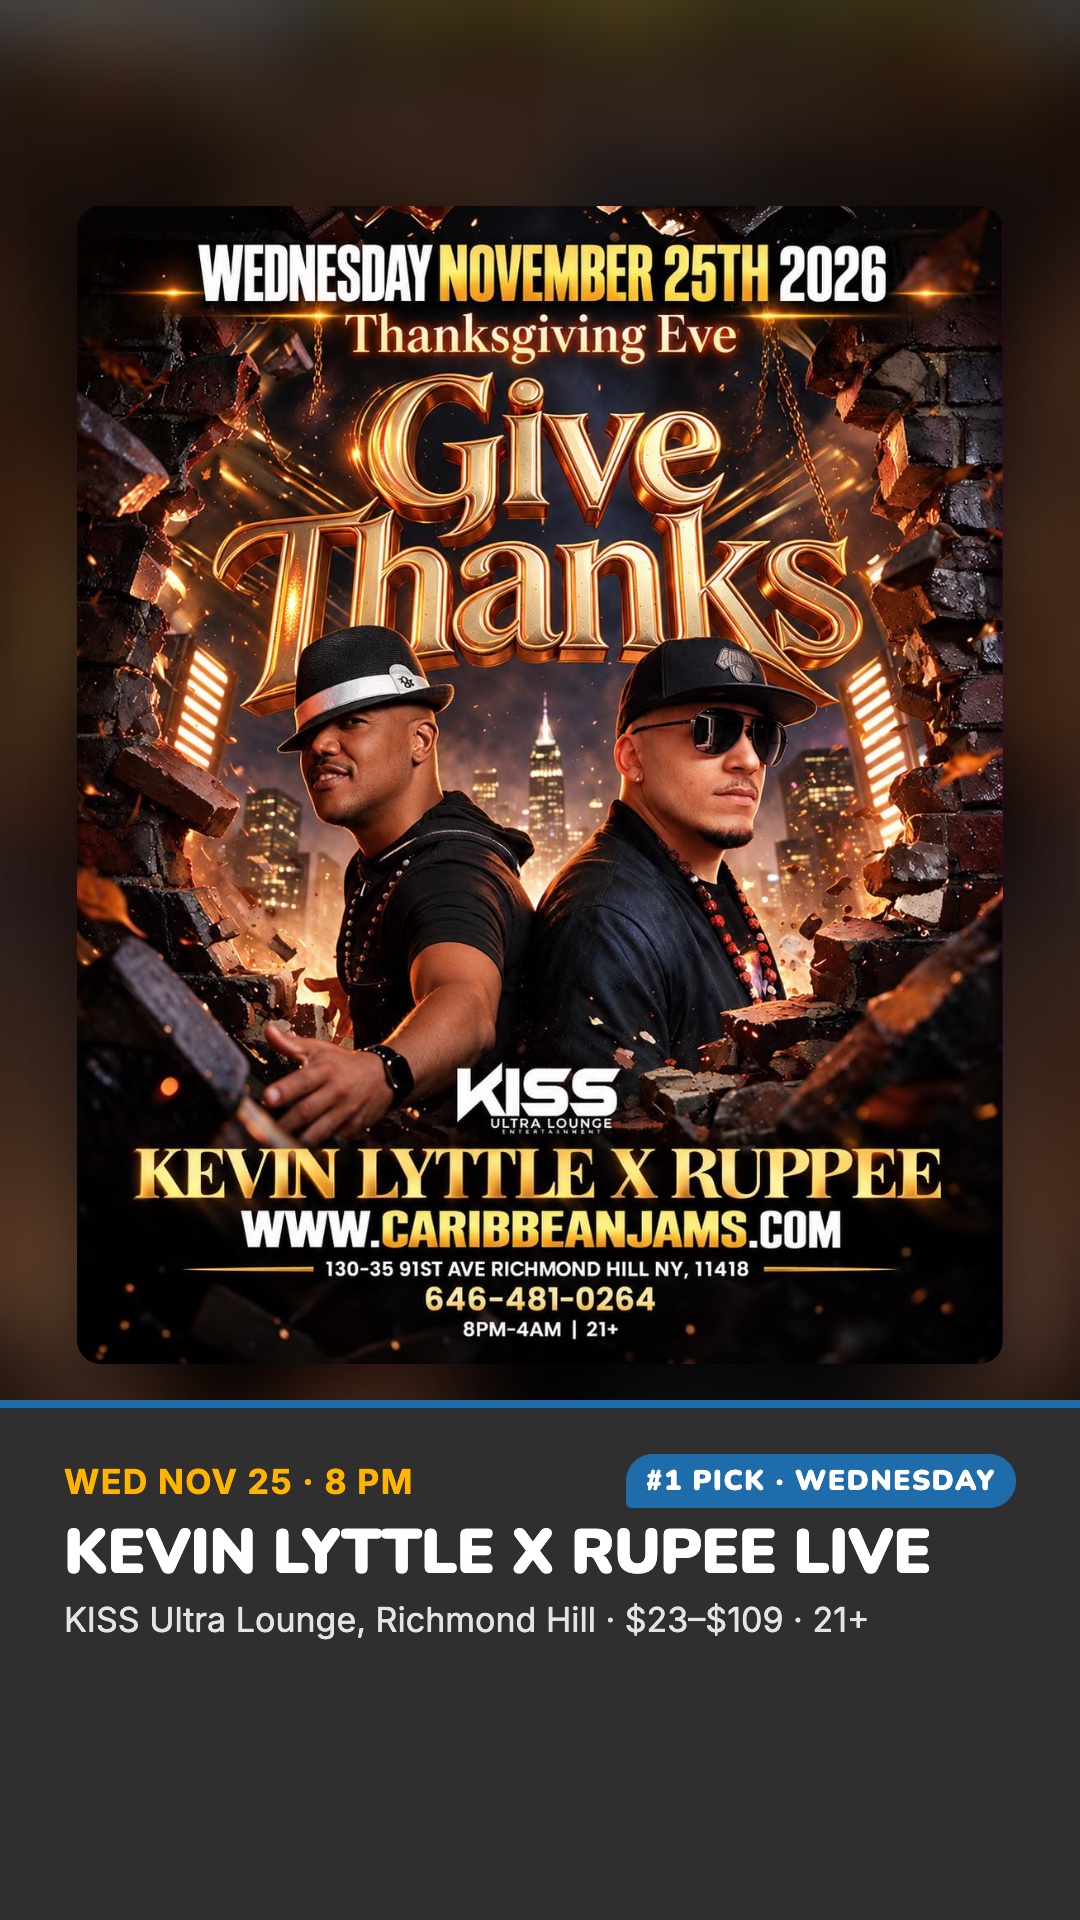 WEDNESDAY NOVEMBER 25TH 2026
Thanksgiving Eve
Give
Thanks
KISS
ULTRA LOUNGE
ENTERTAINMENT
KEVIN LYTTLE X RUPPEE
WWW.CARIBBEANJAMS.COM
130-35 91ST AVE RICHMOND HILL NY, 11418
646-481-0264
8PM-4AM | 21+
WED NOV 25 · 8 PM
#1 PICK · WEDNESDAY
KEVIN LYTTLE X RUPEE LIVE
KISS Ultra Lounge, Richmond Hill · $23–$109 · 21+